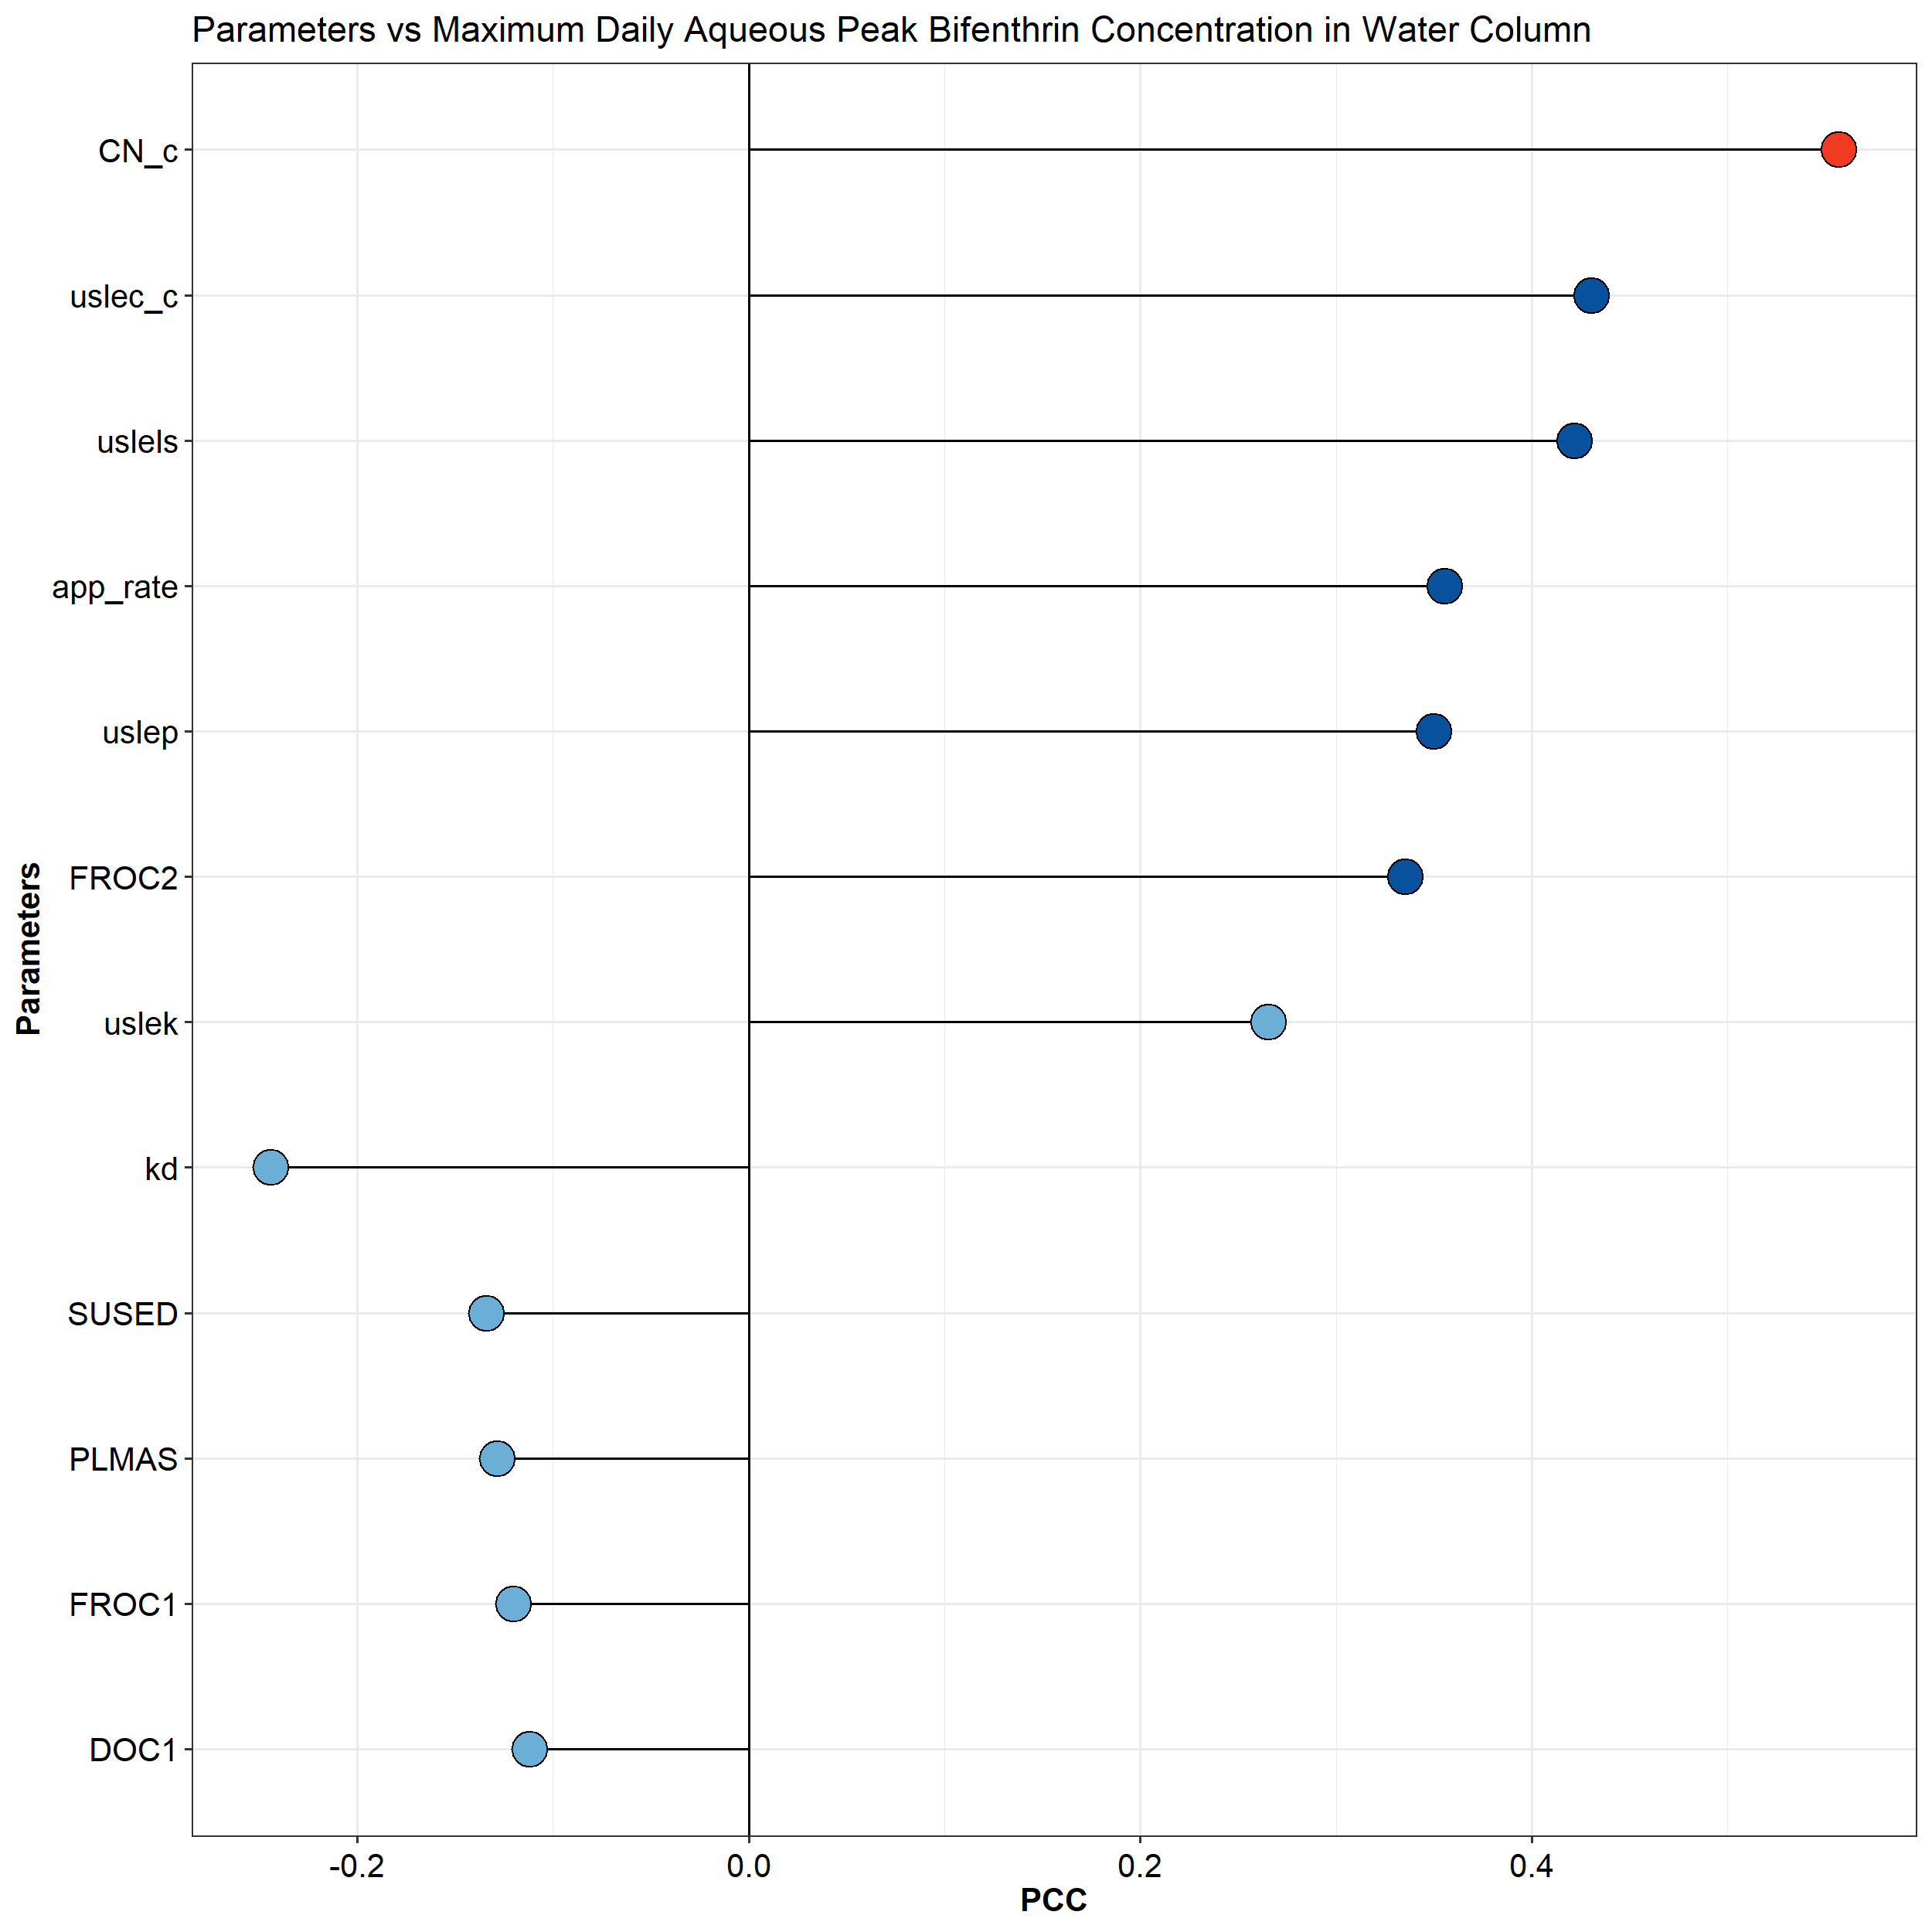 Parameters vs Maximum Daily Aqueous Peak Bifenthrin Concentration in Water Column
CN_c
uslec_c
uslels
app_rate
uslep
FROC2
uslek
kd
SUSED
PLMAS
FROC1
DOC1
Parameters
-0.2
0.0
0.2
0.4
PCC